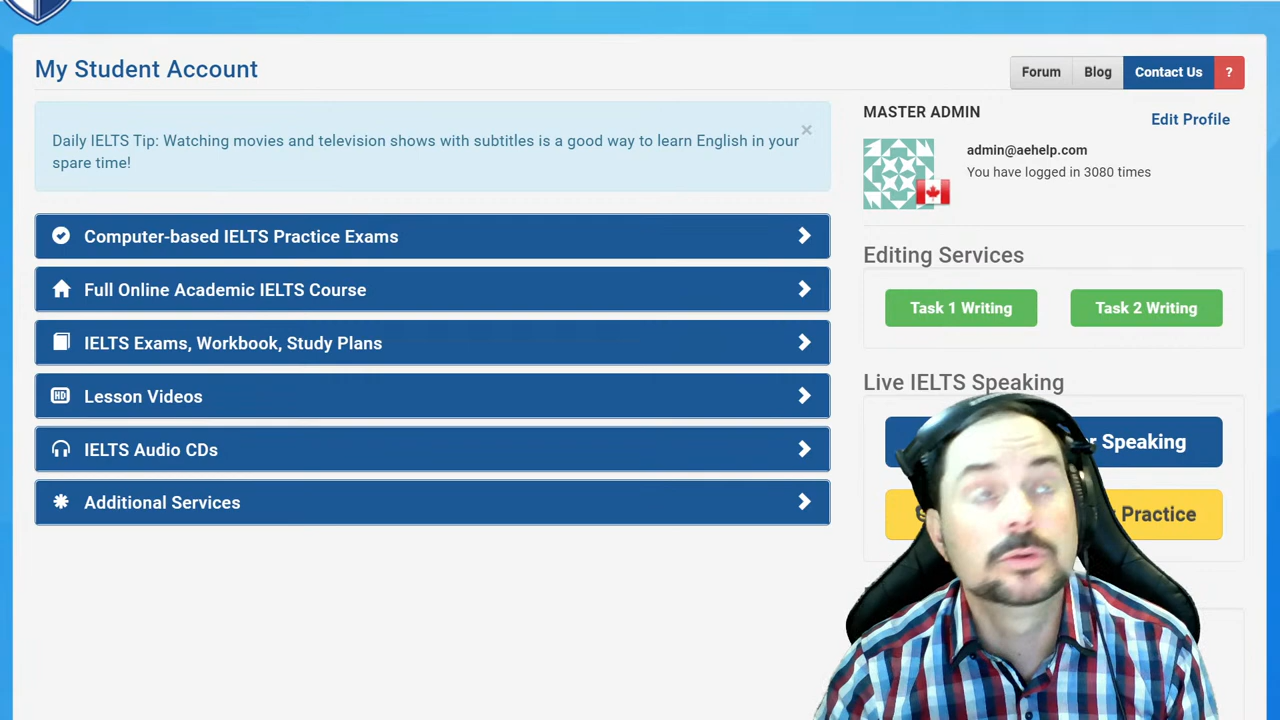 My Student Account
Forum
Blog
Contact Us
?
Daily IELTS Tip: Watching movies and television shows with subtitles is a good way to learn English in your
spare time!
×
Computer-based IELTS Practice Exams
Full Online Academic IELTS Course
IELTS Exams, Workbook, Study Plans
HD Lesson Videos
IELTS Audio CDs
Additional Services
MASTER ADMIN
Edit Profile
admin@aehelp.com
You have logged in 3080 times
Editing Services
Task 1 Writing
Task 2 Writing
Live IELTS Speaking
Speaking
Practice